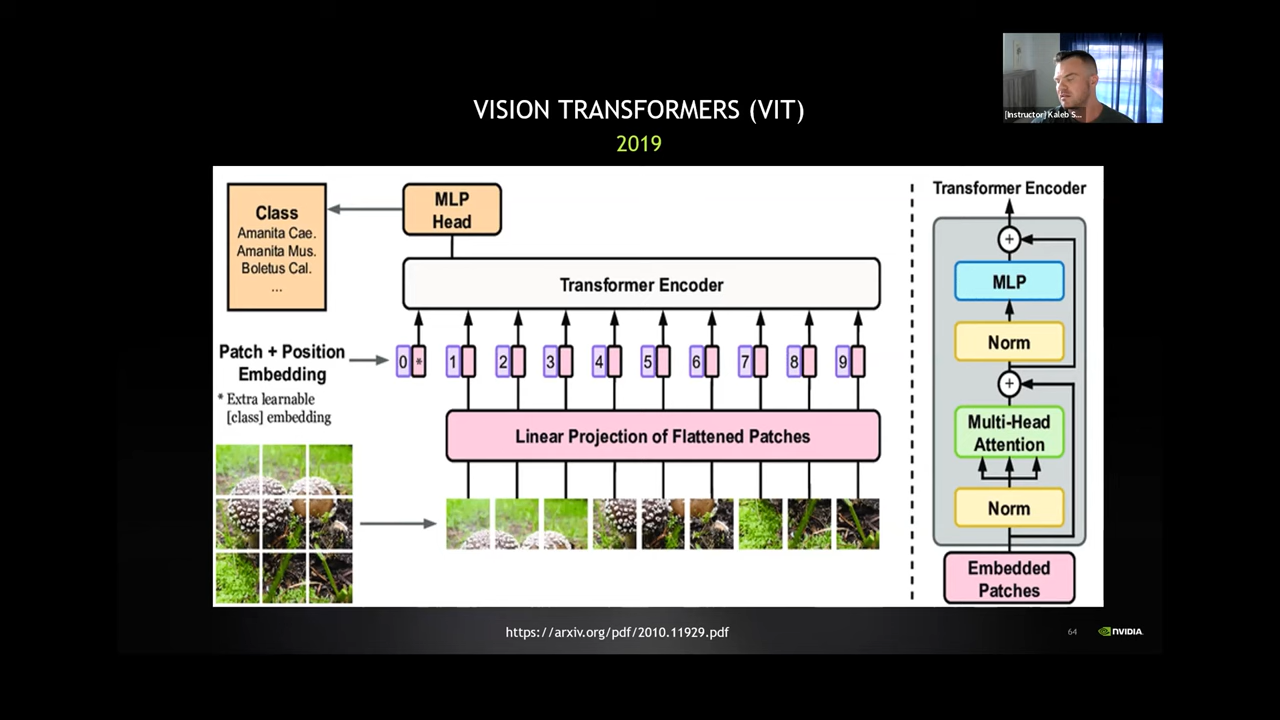 [Instructor] Kaleb S...
VISION TRANSFORMERS (VIT)
2019
Class
Amanita Cae.
Amanita Mus.
Boletus Cal.
...
MLP
Head
Transformer Encoder
Patch + Position
Embedding
* Extra learnable
[class] embedding
0 * 1 2 3 4 5 6 7 8 9
Linear Projection of Flattened Patches
Transformer Encoder
+
MLP
Norm
+
Multi-Head
Attention
Norm
Embedded
Patches
https://arxiv.org/pdf/2010.11929.pdf
64
NVIDIA.